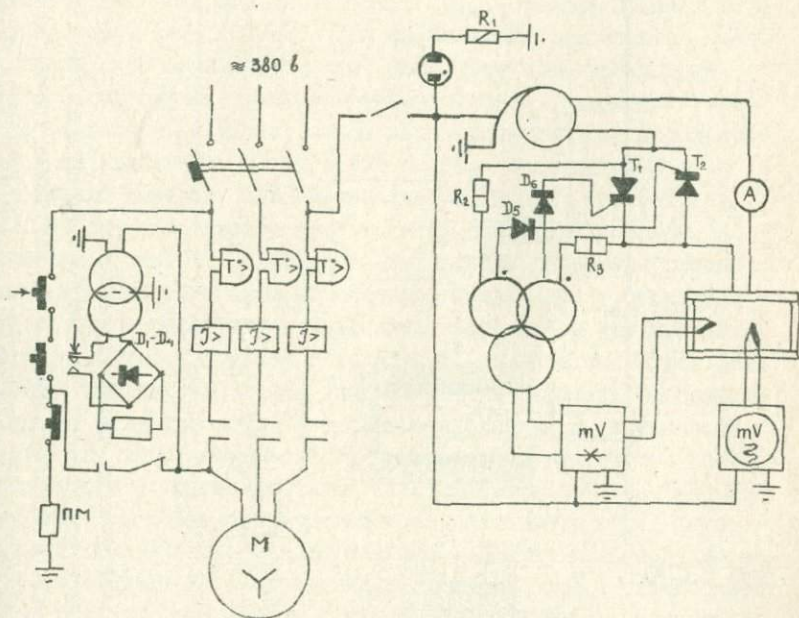 R₁
≈ 380 в
T₁
T₂
R₂
D₆
D₅
A
T°>
T°>
T°>
R₃
D₁-D₄
J>
J>
J>
mV
mV
ПМ
M